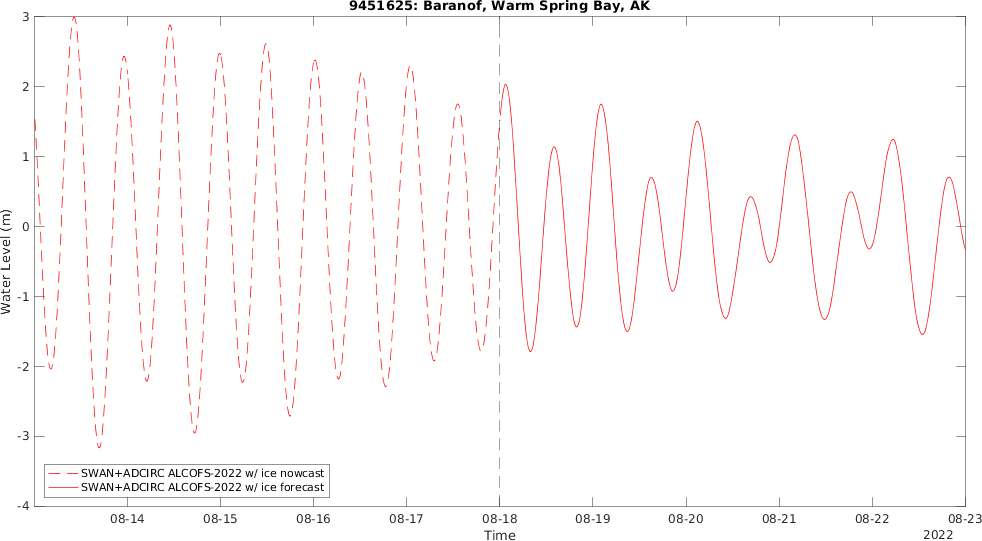 9451625: Baranof, Warm Spring Bay, AK
3
2
1
0
-1
-2
-3
-4
Water Level (m)
SWAN+ADCIRC ALCOFS-2022 w/ ice nowcast
SWAN+ADCIRC ALCOFS-2022 w/ ice forecast
08-14 08-15 08-16 08-17 08-18 08-19 08-20 08-21 08-22 08-23
Time
2022